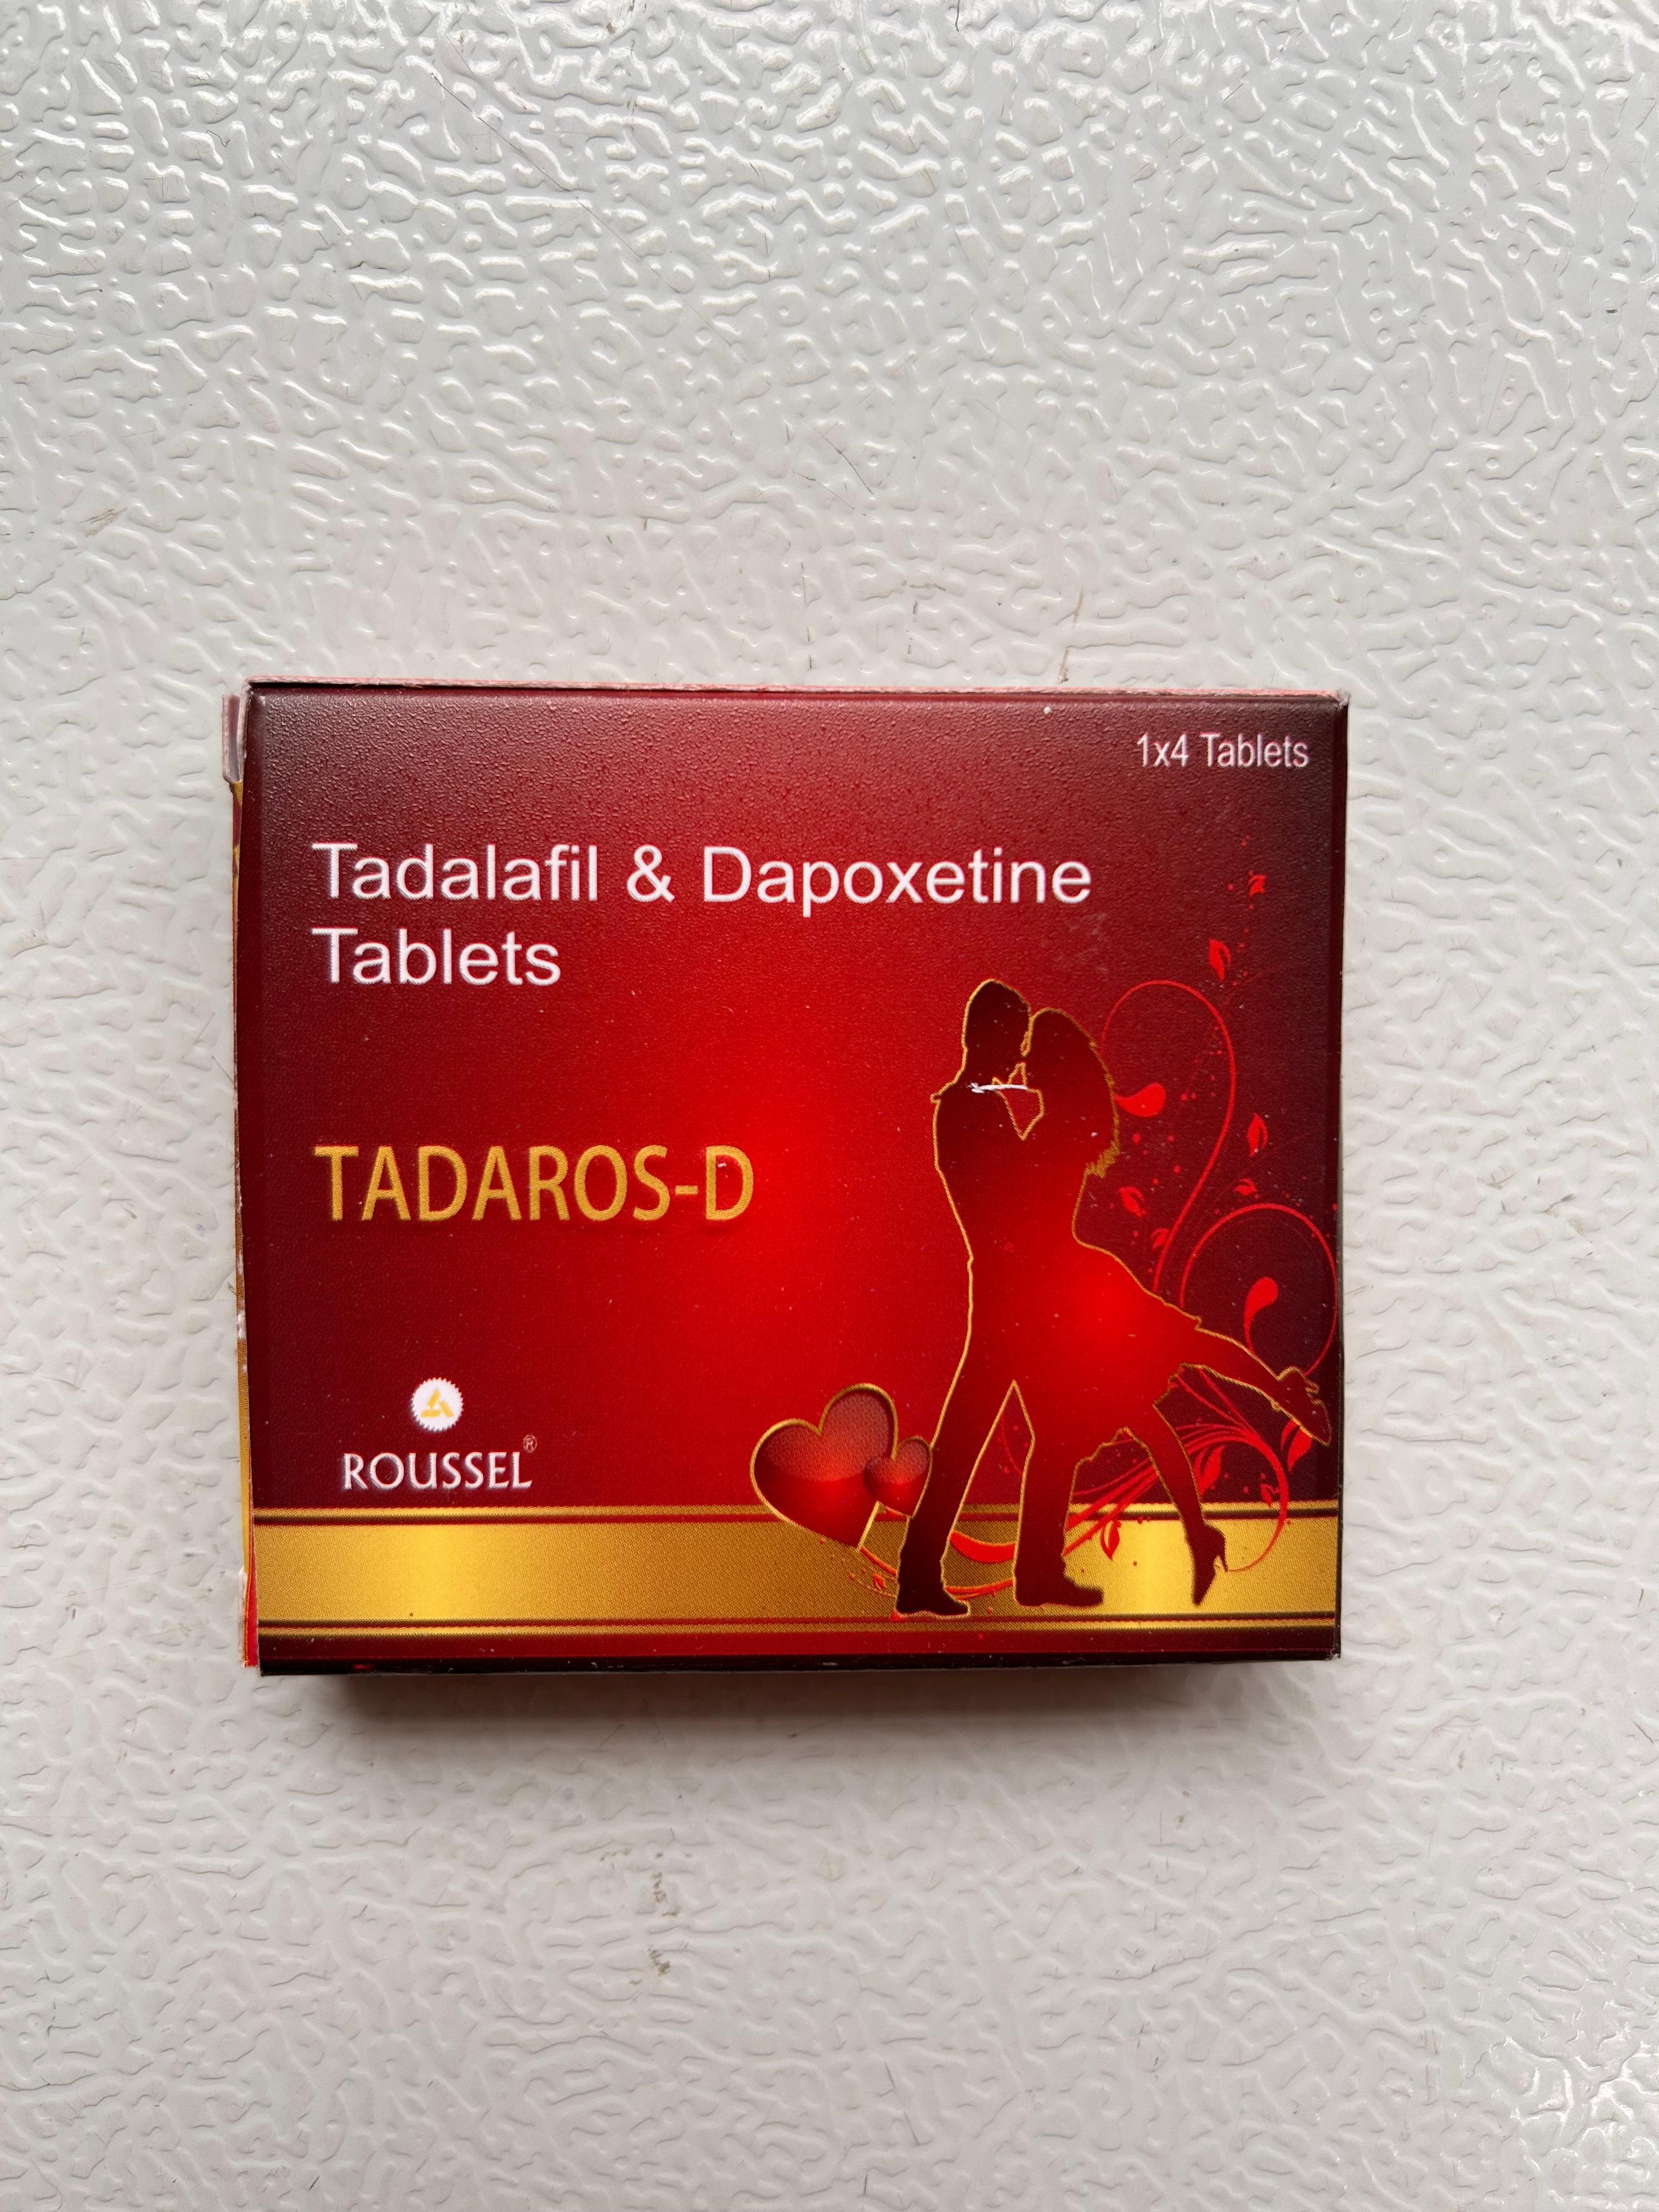 1x4 Tablets
Tadalafil & Dapoxetine
Tablets
TADAROS-D
ROUSSEL®